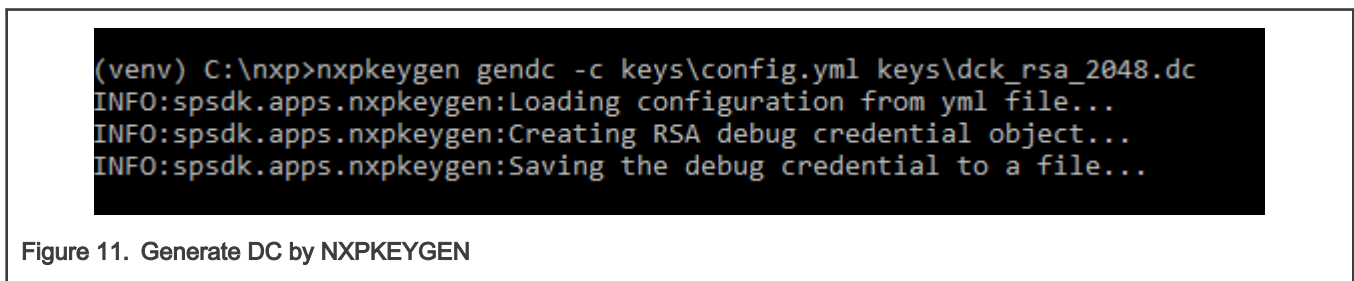 (venv) C:\nxp>nxpkeygen gendc -c keys\config.yml keys\dck_rsa_2048.dc
INFO:spsdk.apps.nxpkeygen:Loading configuration from yml file...
INFO:spsdk.apps.nxpkeygen:Creating RSA debug credential object...
INFO:spsdk.apps.nxpkeygen:Saving the debug credential to a file...
Figure 11. Generate DC by NXPKEYGEN